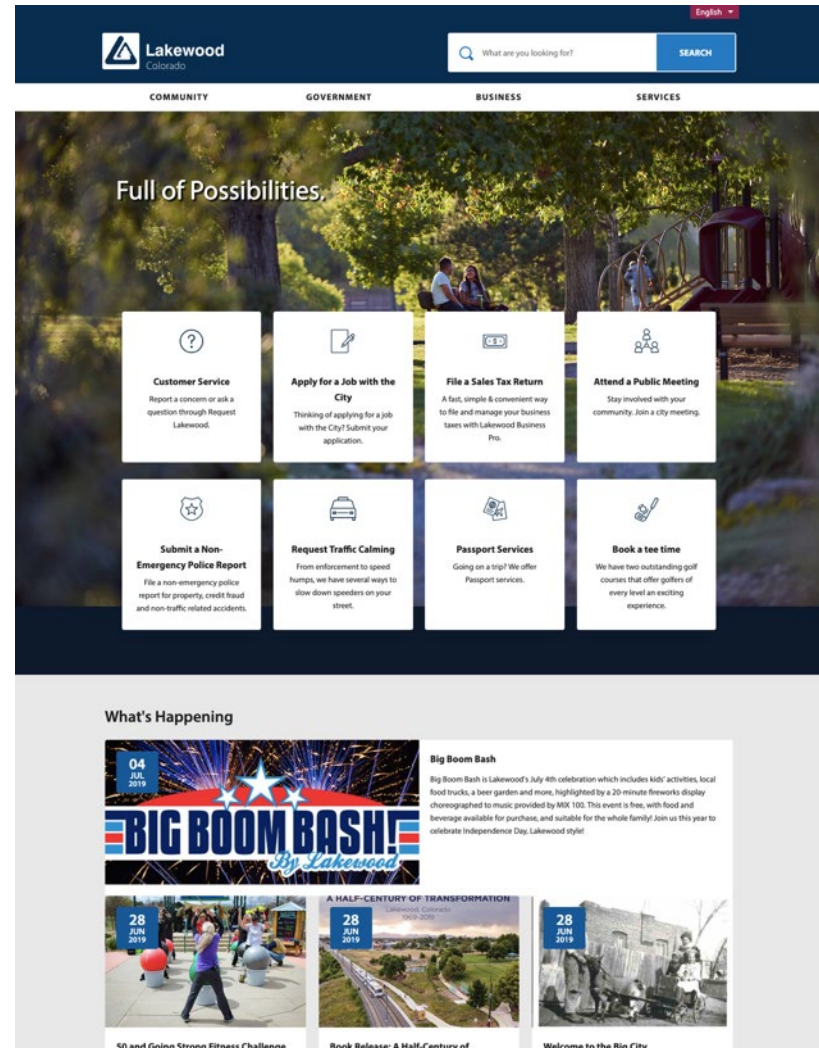 English
Lakewood
Colorado
What are you looking for?
SEARCH
COMMUNITY
GOVERNMENT
BUSINESS
SERVICES
Full of Possibilities.
Customer Service
Report a concern or ask a
question through Request
Lakewood.
Apply for a Job with the
City
Thinking of applying for a job
with the City? Submit your
application.
File a Sales Tax Return
A fast, simple & convenient way
to file and manage your business
taxes with Lakewood Business
Pro.
Attend a Public Meeting
Stay involved with your
community. Join a city meeting.
Submit a Non-
Emergency Police Report
File a non-emergency police
report for property, credit fraud
and non-traffic related accidents.
Request Traffic Calming
From enforcement to speed
humps, we have several ways to
slow down speeders on your
street.
Passport Services
Going on a trip? We offer
Passport services.
Book a tee time
We have two outstanding golf
courses that offer golfers of
every level an exciting
experience.
What's Happening
04
JUL
2019
BIG BOOM BASH!
By Lakewood
Big Boom Bash
Big Boom Bash is Lakewood's July 4th celebration which includes kids' activities, local
food trucks, a beer garden and more, highlighted by a 20-minute fireworks display
choreographed to music provided by MIX 100. This event is free, with food and
beverage available for purchase, and suitable for the whole family! Join us this year to
celebrate Independence Day, Lakewood style!
28
JUN
2019
50 and Going Strong Fitness Challenge
A HALF-CENTURY OF TRANSFORMATION
Lakewood, Colorado
1969-2019
28
JUN
2019
Book Release: A Half-Century of
28
JUN
2019
Welcome to the Big City